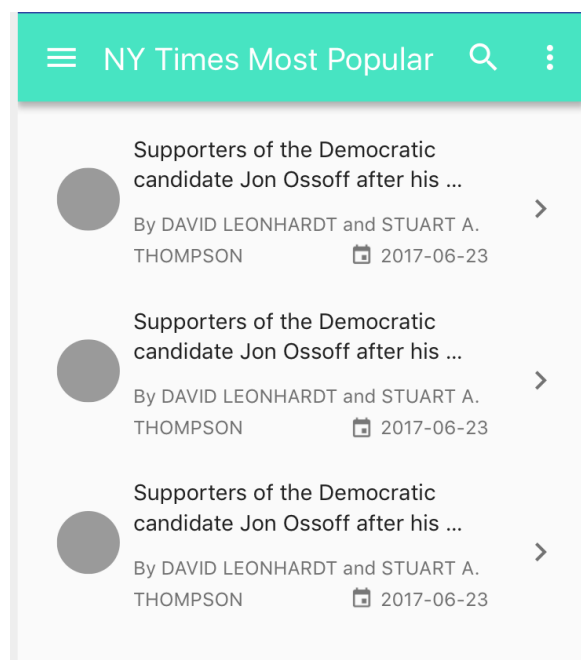 NY Times Most Popular
Supporters of the Democratic
candidate Jon Ossoff after his ...
By DAVID LEONHARDT and STUART A.
THOMPSON 2017-06-23
Supporters of the Democratic
candidate Jon Ossoff after his ...
By DAVID LEONHARDT and STUART A.
THOMPSON 2017-06-23
Supporters of the Democratic
candidate Jon Ossoff after his ...
By DAVID LEONHARDT and STUART A.
THOMPSON 2017-06-23